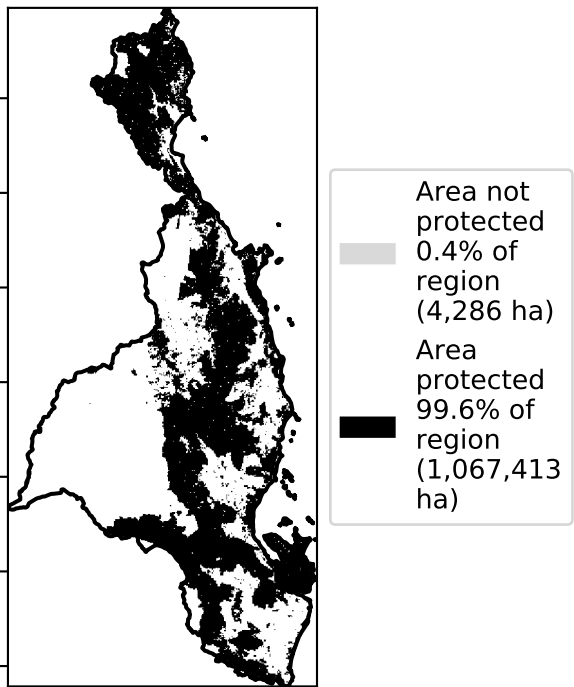 Area not
protected
0.4% of
region
(4,286 ha)
Area
protected
99.6% of
region
(1,067,413
ha)